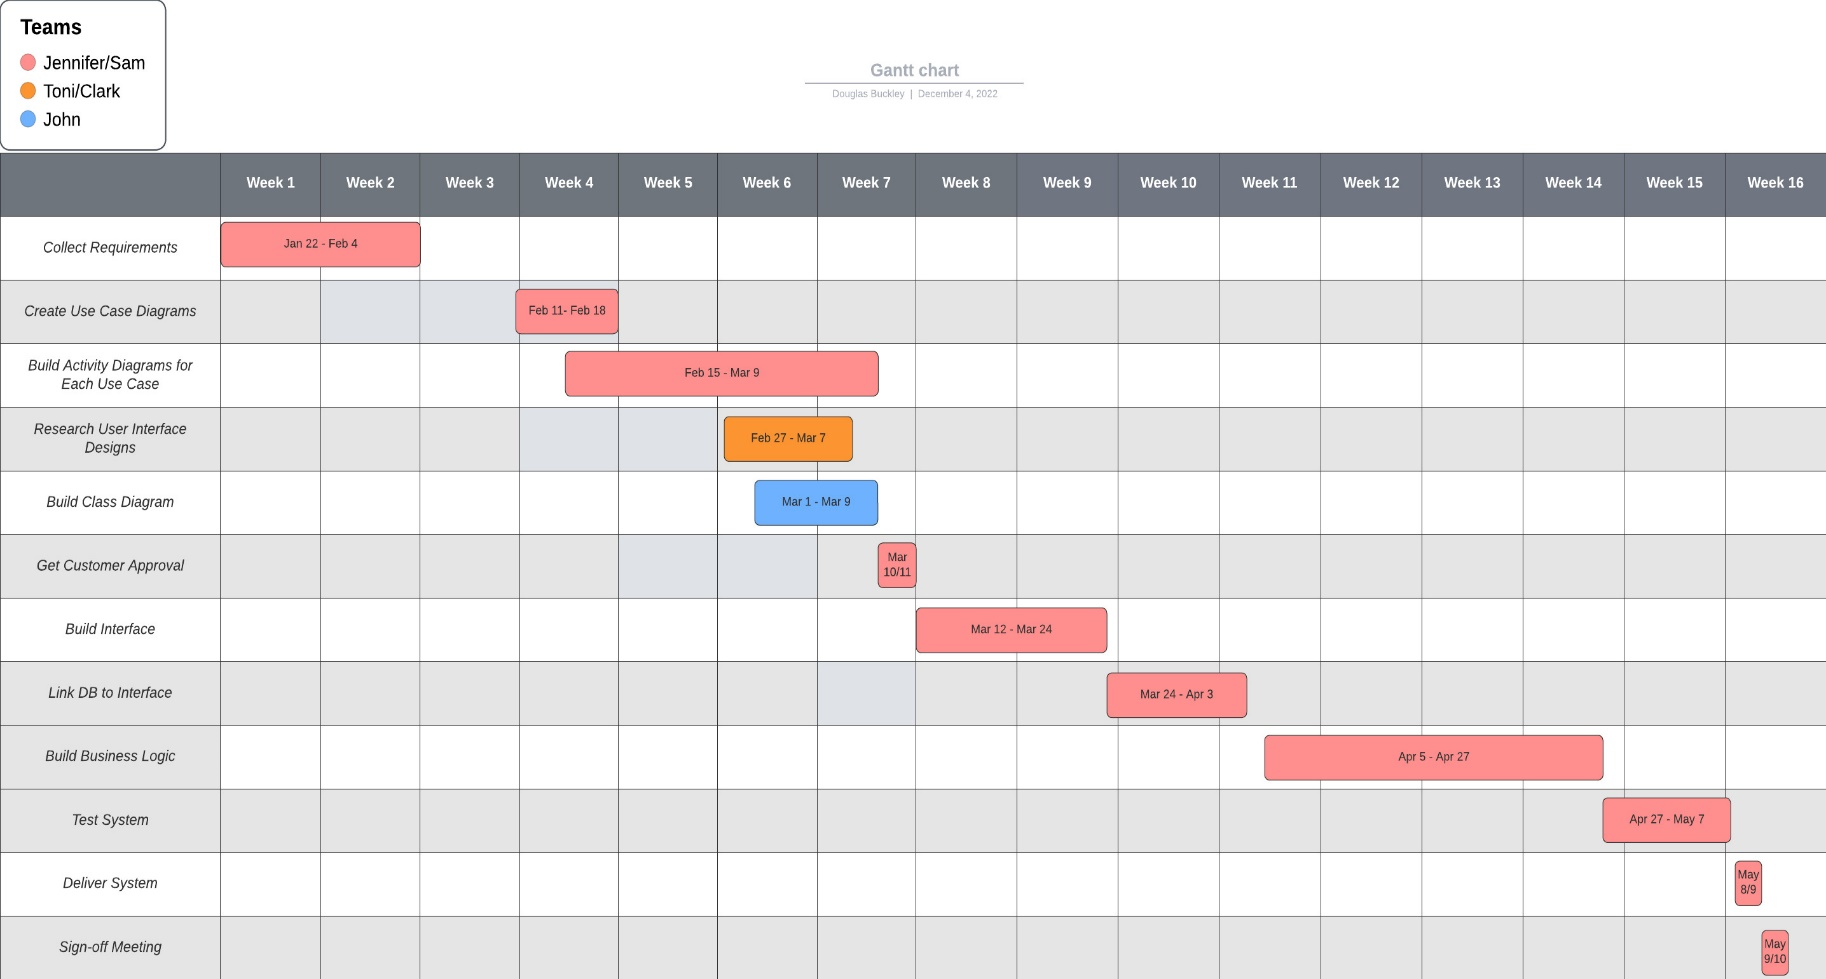 Teams
Jennifer/Sam
Toni/Clark
John
Gantt chart
Douglas Buckley | December 4, 2022
Week 1 Week 2 Week 3 Week 4 Week 5 Week 6 Week 7 Week 8 Week 9 Week 10 Week 11 Week 12 Week 13 Week 14 Week 15 Week 16
Collect Requirements
Jan 22 - Feb 4
Create Use Case Diagrams
Feb 11- Feb 18
Build Activity Diagrams for
Each Use Case
Feb 15 - Mar 9
Research User Interface
Designs
Feb 27 - Mar 7
Build Class Diagram
Mar 1 - Mar 9
Get Customer Approval
Mar
10/11
Build Interface
Mar 12 - Mar 24
Link DB to Interface
Mar 24 - Apr 3
Build Business Logic
Apr 5 - Apr 27
Test System
Apr 27 - May 7
Deliver System
May
8/9
Sign-off Meeting
May
9/10